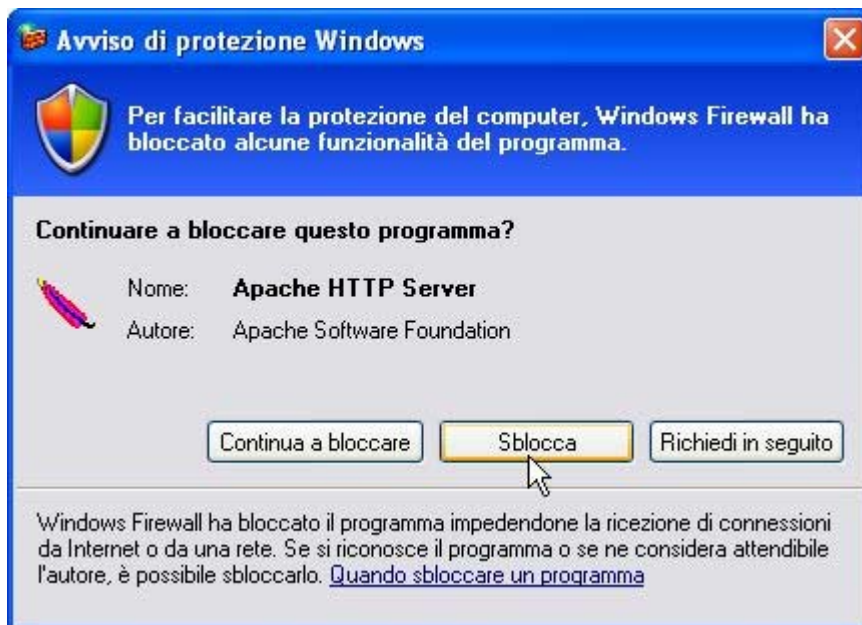 Avviso di protezione Windows
Per facilitare la protezione del computer, Windows Firewall ha
bloccato alcune funzionalità del programma.
Continuare a bloccare questo programma?
Nome: Apache HTTP Server
Autore: Apache Software Foundation
Continua a bloccare Sblocca Richiedi in seguito
Windows Firewall ha bloccato il programma impedendone la ricezione di connessioni
da Internet o da una rete. Se si riconosce il programma o se ne considera attendibile
l'autore, è possibile sbloccarlo. Quando sbloccare un programma